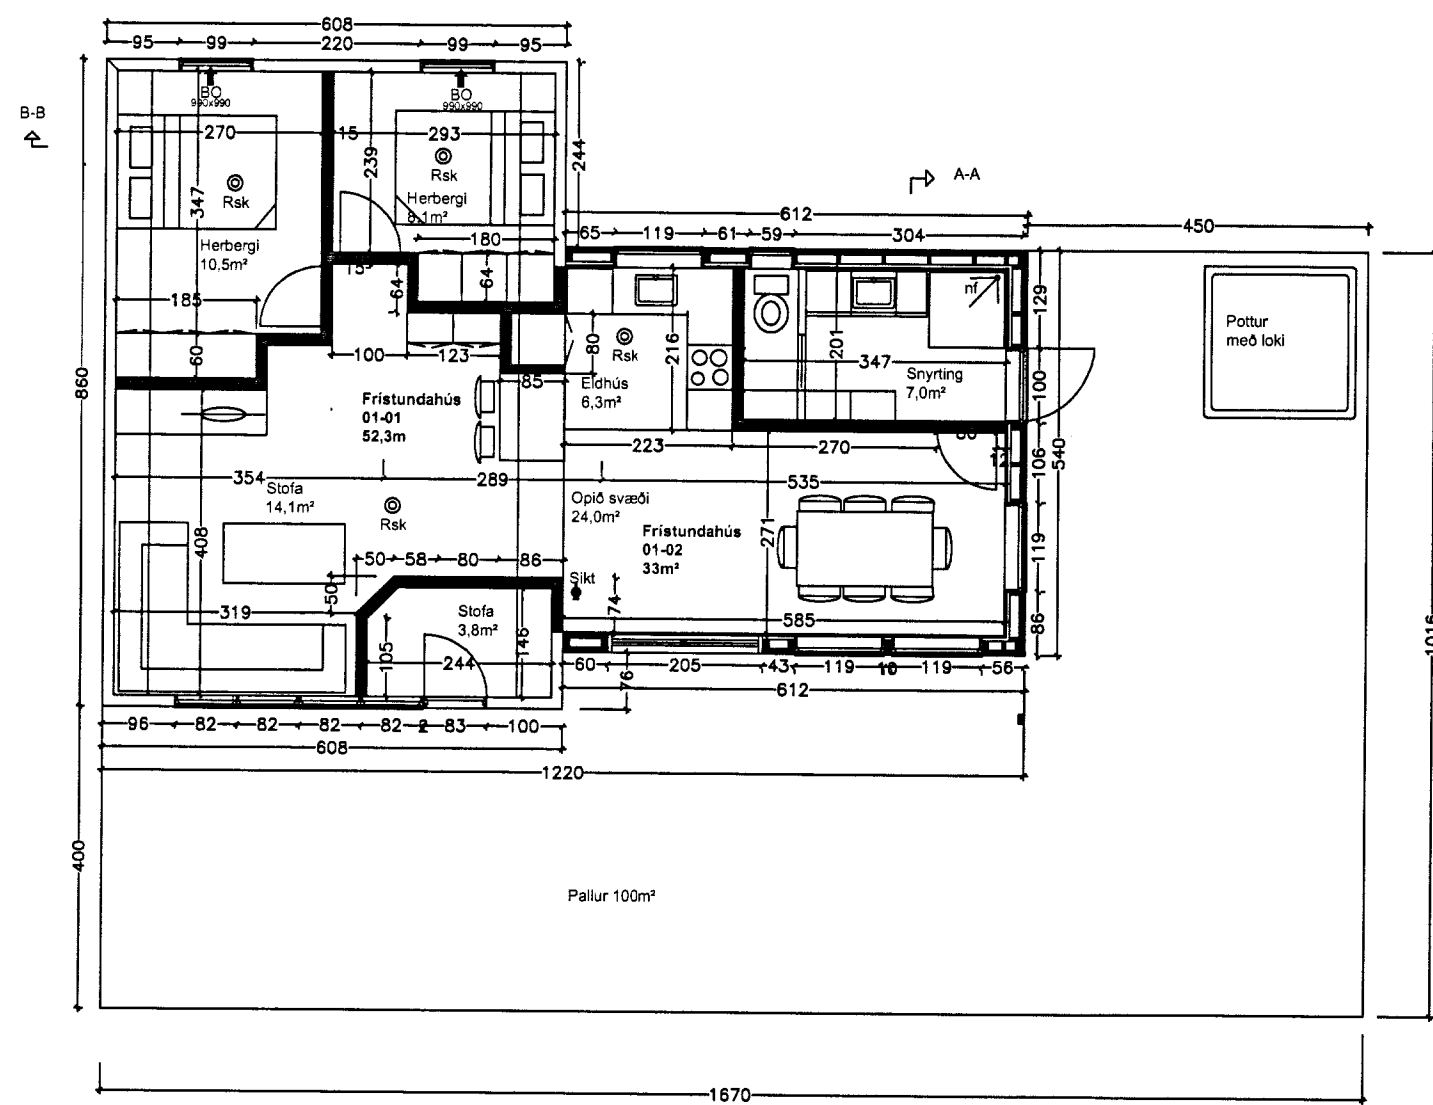 608
95 99 220 99 95
B-B
BO
990x990
BO
990x990
270 15 293
239
244
347
Rsk
Rsk
Herbergi
8,1m²
Herbergi
10,5m²
A-A
612
450
65 119 61 59 304
180
15
64
64
185
60
100 123
80
85
216
201
nf
129
347
Rsk
Eldhús
6,3m²
Snyrting
7,0m²
100
Pottur
með loki
860
Frístundahús
01-01
52,3m
223 270
80
12
106
540
354 289 535
Stofa
14,1m²
Rsk
Opið svæði
24,0m²
Frístundahús
01-02
33m²
271
119
408
50 58 80 86
50
Sikt
74
319
Stofa
3,8m²
146
585
86
105
244
60 205 43 119 10 119 56
76
612
96 82 82 82 82 2 83 100
608
1220
1016
400
Pallur 100m²
1670